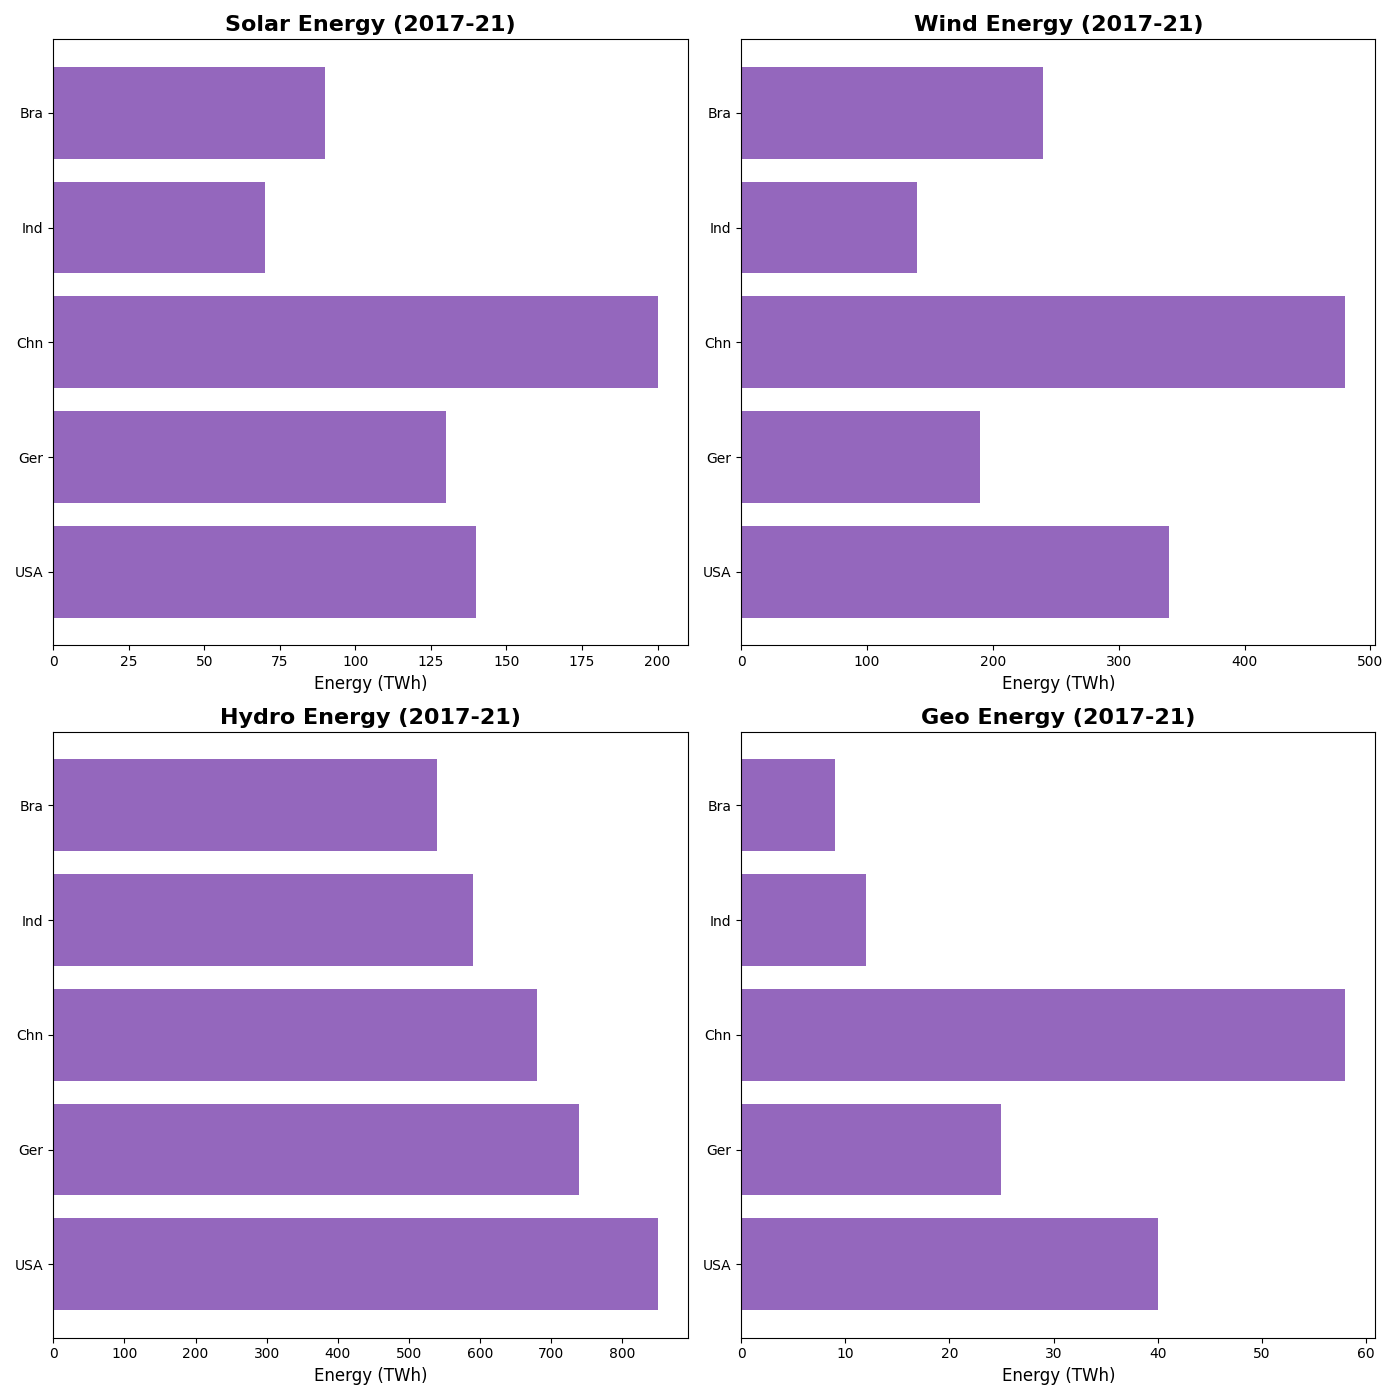 Solar Energy (2017-21)
Bra
Ind
Chn
Ger
USA
0 25 50 75 100 125 150 175 200
Energy (TWh)
Wind Energy (2017-21)
Bra
Ind
Chn
Ger
USA
0 100 200 300 400 500
Energy (TWh)
Hydro Energy (2017-21)
Bra
Ind
Chn
Ger
USA
0 100 200 300 400 500 600 700 800
Energy (TWh)
Geo Energy (2017-21)
Bra
Ind
Chn
Ger
USA
0 10 20 30 40 50 60
Energy (TWh)